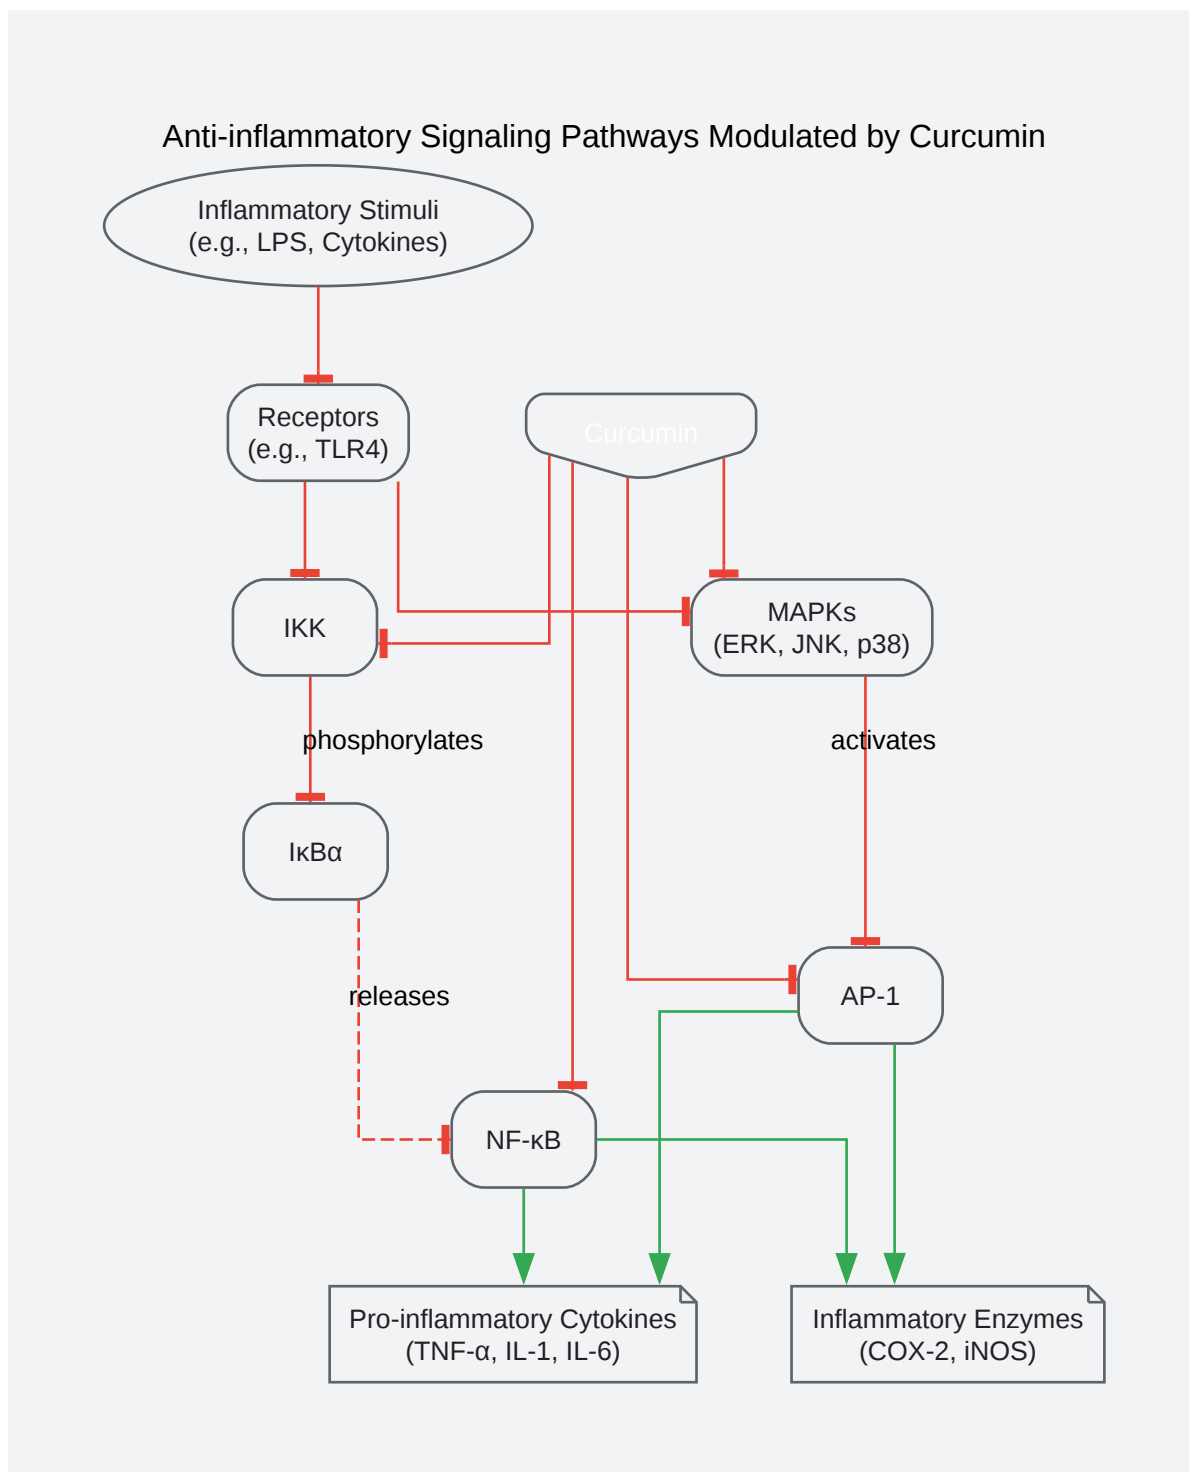 Anti-inflammatory Signaling Pathways Modulated by Curcumin
Inflammatory Stimuli
(e.g., LPS, Cytokines)
Receptors
(e.g., TLR4)
Curcumin
IKK
MAPKs
(ERK, JNK, p38)
phosphorylates
activates
IκBα
releases
AP-1
NF-κB
Pro-inflammatory Cytokines
(TNF-α, IL-1, IL-6)
Inflammatory Enzymes
(COX-2, iNOS)